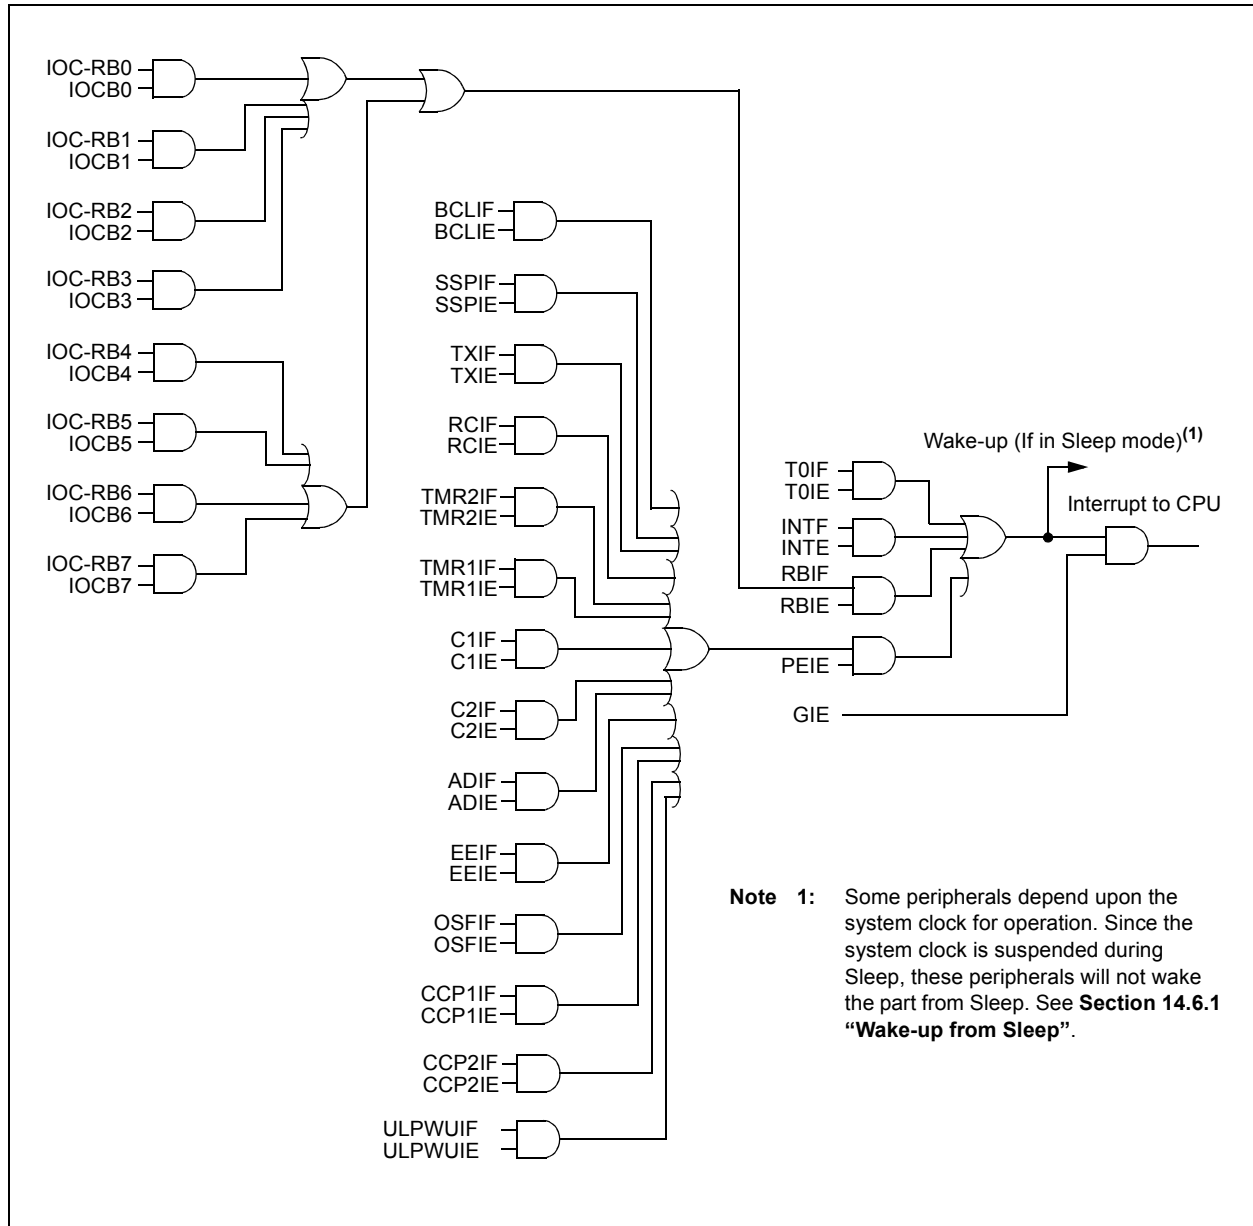 IOC-RB0
IOCB0
IOC-RB1
IOCB1
IOC-RB2
IOCB2
IOC-RB3
IOCB3
IOC-RB4
IOCB4
IOC-RB5
IOCB5
IOC-RB6
IOCB6
IOC-RB7
IOCB7
BCLIF
BCLIE
SSPIF
SSPIE
TXIF
TXIE
RCIF
RCIE
TMR2IF
TMR2IE
TMR1IF
TMR1IE
C1IF
C1IE
C2IF
C2IE
ADIF
ADIE
EEIF
EEIE
OSFIF
OSFIE
CCP1IF
CCP1IE
CCP2IF
CCP2IE
ULPWUIF
ULPWUIE
T0IF
T0IE
INTF
INTE
RBIF
RBIE
PEIE
GIE
Wake-up (If in Sleep mode)(1)
Interrupt to CPU
Note 1: Some peripherals depend upon the
system clock for operation. Since the
system clock is suspended during
Sleep, these peripherals will not wake
the part from Sleep. See Section 14.6.1
“Wake-up from Sleep”.